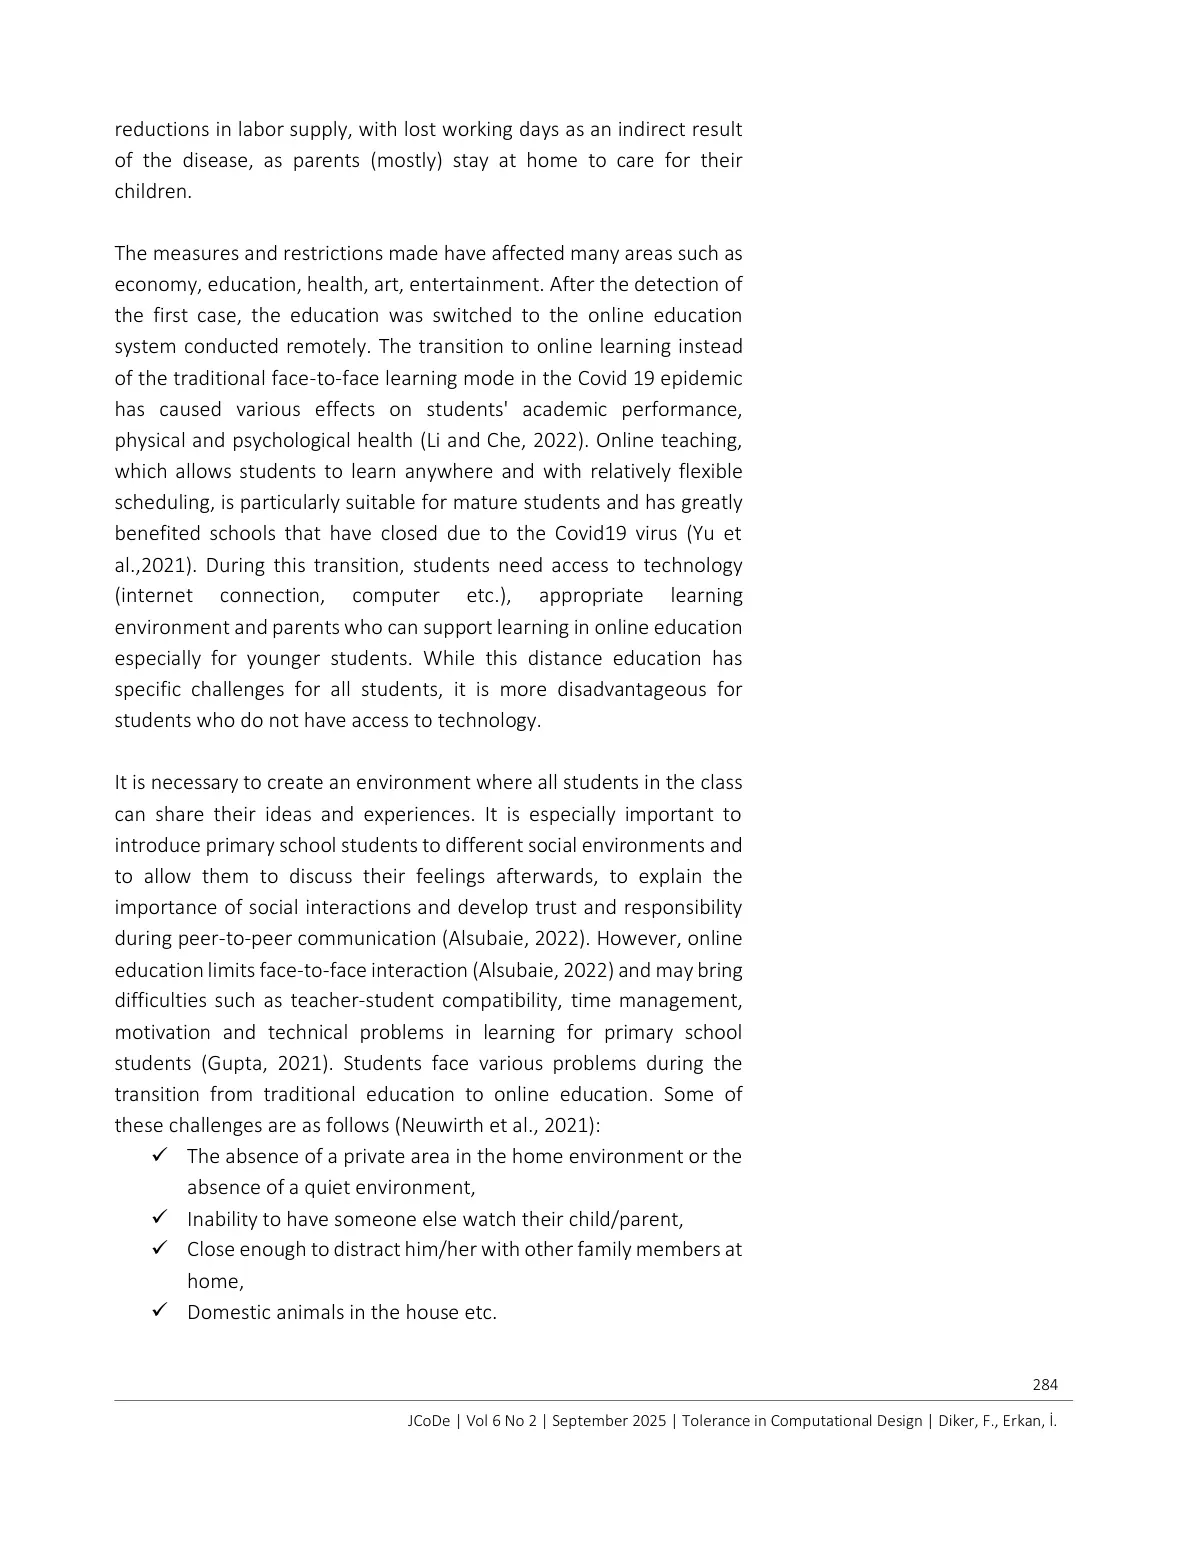 reductions in labor supply, with lost working days as an indirect result
of the disease, as parents (mostly) stay at home to care for their
children.
The measures and restrictions made have affected many areas such as
economy, education, health, art, entertainment. After the detection of
the first case, the education was switched to the online education
system conducted remotely. The transition to online learning instead
of the traditional face-to-face learning mode in the Covid 19 epidemic
has caused various effects on students' academic performance,
physical and psychological health (Li and Che, 2022). Online teaching,
which allows students to learn anywhere and with relatively flexible
scheduling, is particularly suitable for mature students and has greatly
benefited schools that have closed due to the Covid19 virus (Yu et
al.,2021). During this transition, students need access to technology
(internet connection, computer etc.), appropriate learning
environment and parents who can support learning in online education
especially for younger students. While this distance education has
specific challenges for all students, it is more disadvantageous for
students who do not have access to technology.
It is necessary to create an environment where all students in the class
can share their ideas and experiences. It is especially important to
introduce primary school students to different social environments and
to allow them to discuss their feelings afterwards, to explain the
importance of social interactions and develop trust and responsibility
during peer-to-peer communication (Alsubaie, 2022). However, online
education limits face-to-face interaction (Alsubaie, 2022) and may bring
difficulties such as teacher-student compatibility, time management,
motivation and technical problems in learning for primary school
students (Gupta, 2021). Students face various problems during the
transition from traditional education to online education. Some of
these challenges are as follows (Neuwirth et al., 2021):
✓ The absence of a private area in the home environment or the
absence of a quiet environment,
✓ Inability to have someone else watch their child/parent,
✓ Close enough to distract him/her with other family members at
home,
✓ Domestic animals in the house etc.
284
JCoDe | Vol 6 No 2 | September 2025 | Tolerance in Computational Design | Diker, F., Erkan, İ.